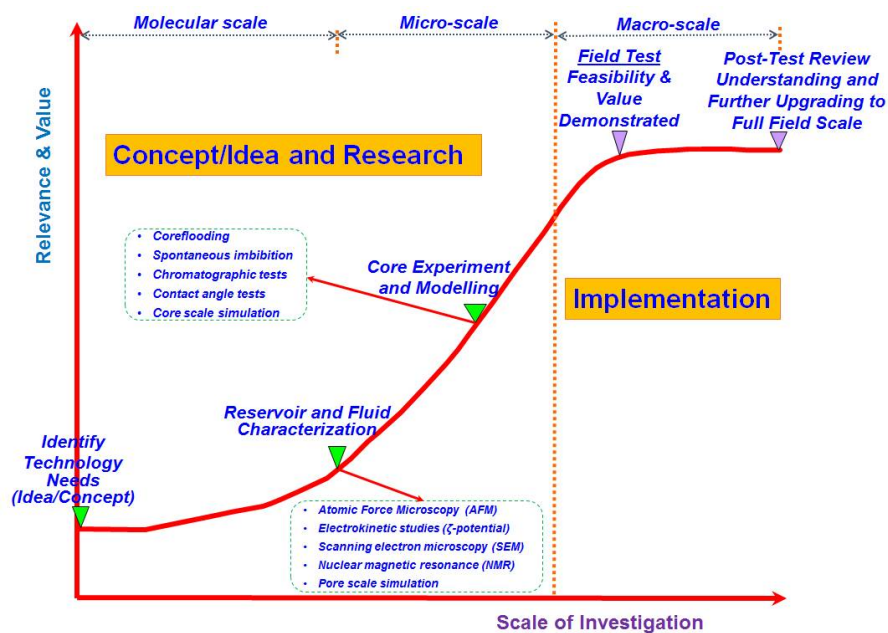 Molecular scale
Micro-scale
Macro-scale
Relevance & Value
Concept/Idea and Research
Field Test
Feasibility &
Value
Demonstrated
Post-Test Review
Understanding and
Further Upgrading to
Full Field Scale
• Coreflooding
• Spontaneous imbibition
• Chromatographic tests
• Contact angle tests
• Core scale simulation
Core Experiment
and Modelling
Implementation
Reservoir and Fluid
Characterization
Identify
Technology
Needs
(Idea/Concept)
• Atomic Force Microscopy (AFM)
• Electrokinetic studies (ζ-potential)
• Scanning electron microscopy (SEM)
• Nuclear magnetic resonance (NMR)
• Pore scale simulation
Scale of Investigation